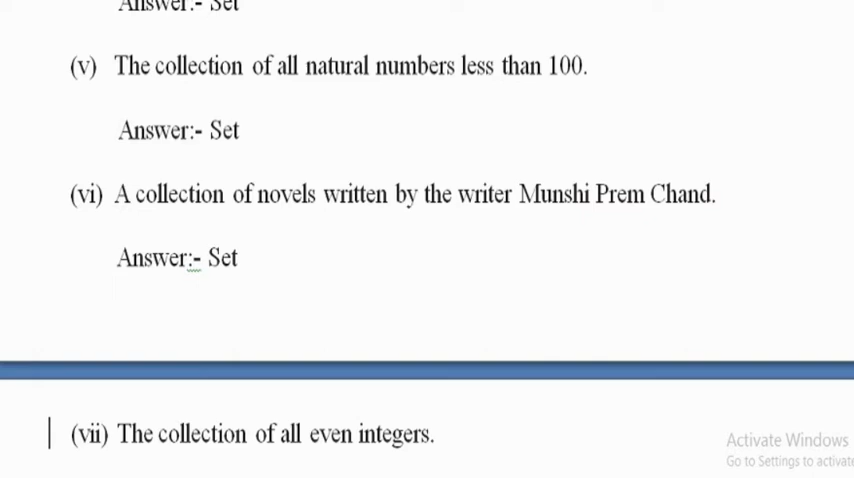 Answer:- Set
(v) The collection of all natural numbers less than 100.
Answer:- Set
(vi) A collection of novels written by the writer Munshi Prem Chand.
Answer:- Set
(vii) The collection of all even integers.
Activate Windows
Go to Settings to activate